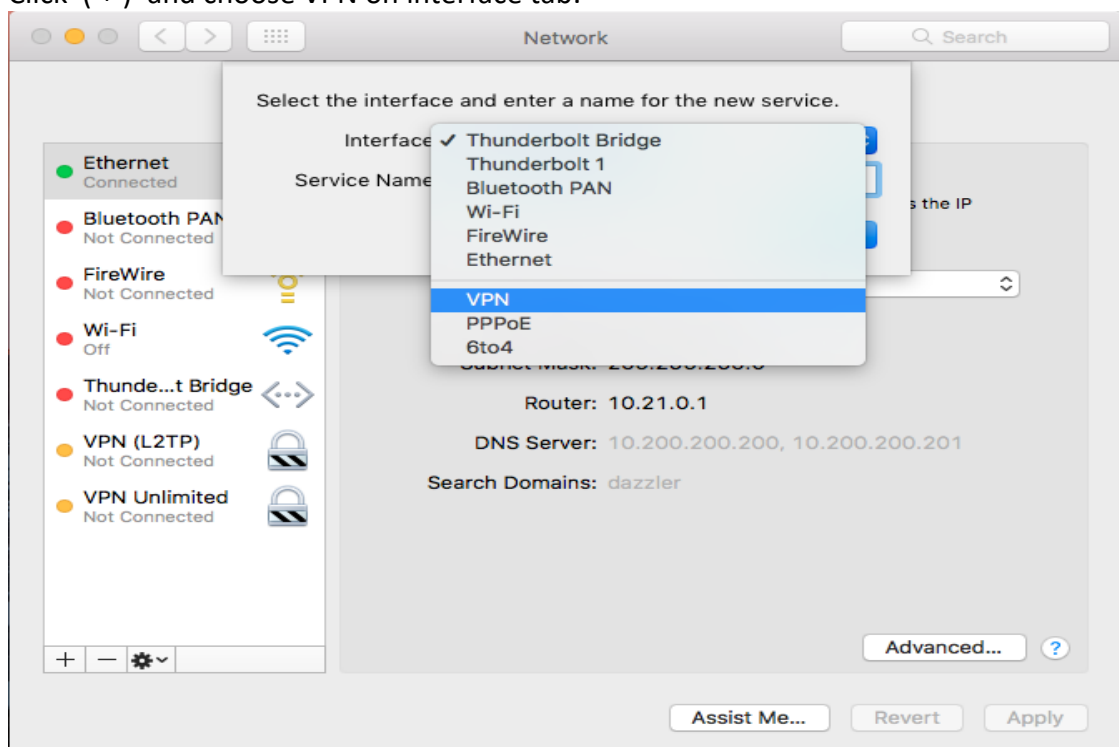 Network
Search
Select the interface and enter a name for the new service.
Interface ✓ Thunderbolt Bridge
Thunderbolt 1
Service Name
Bluetooth PAN
Wi-Fi
FireWire
Ethernet
VPN
PPPoE
6to4
Ethernet
Connected
Bluetooth PAN
Not Connected
FireWire
Not Connected
Wi-Fi
Off
Thunde...t Bridge
Not Connected
VPN (L2TP)
Not Connected
VPN Unlimited
Not Connected
s the IP
Router: 10.21.0.1
DNS Server: 10.200.200.200, 10.200.200.201
Search Domains: dazzler
Advanced... ?
+ −
Assist Me... Revert Apply